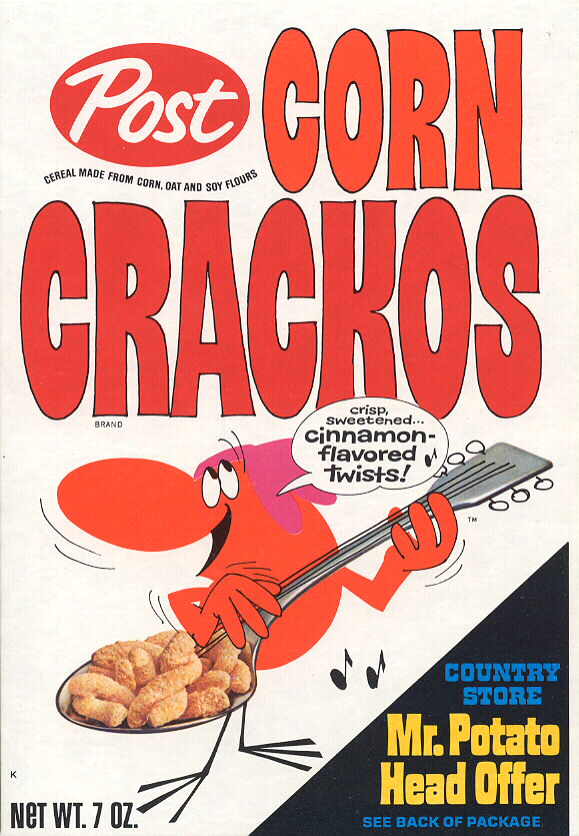 Post
CORN
CEREAL MADE FROM CORN, OAT AND SOY FLOURS
CRACKOS
BRAND
crisp,
sweetened...
cinnamon-
flavored
twists!
TM
COUNTRY
STORE
Mr. Potato
Head Offer
SEE BACK OF PACKAGE
K
NET WT. 7 OZ.